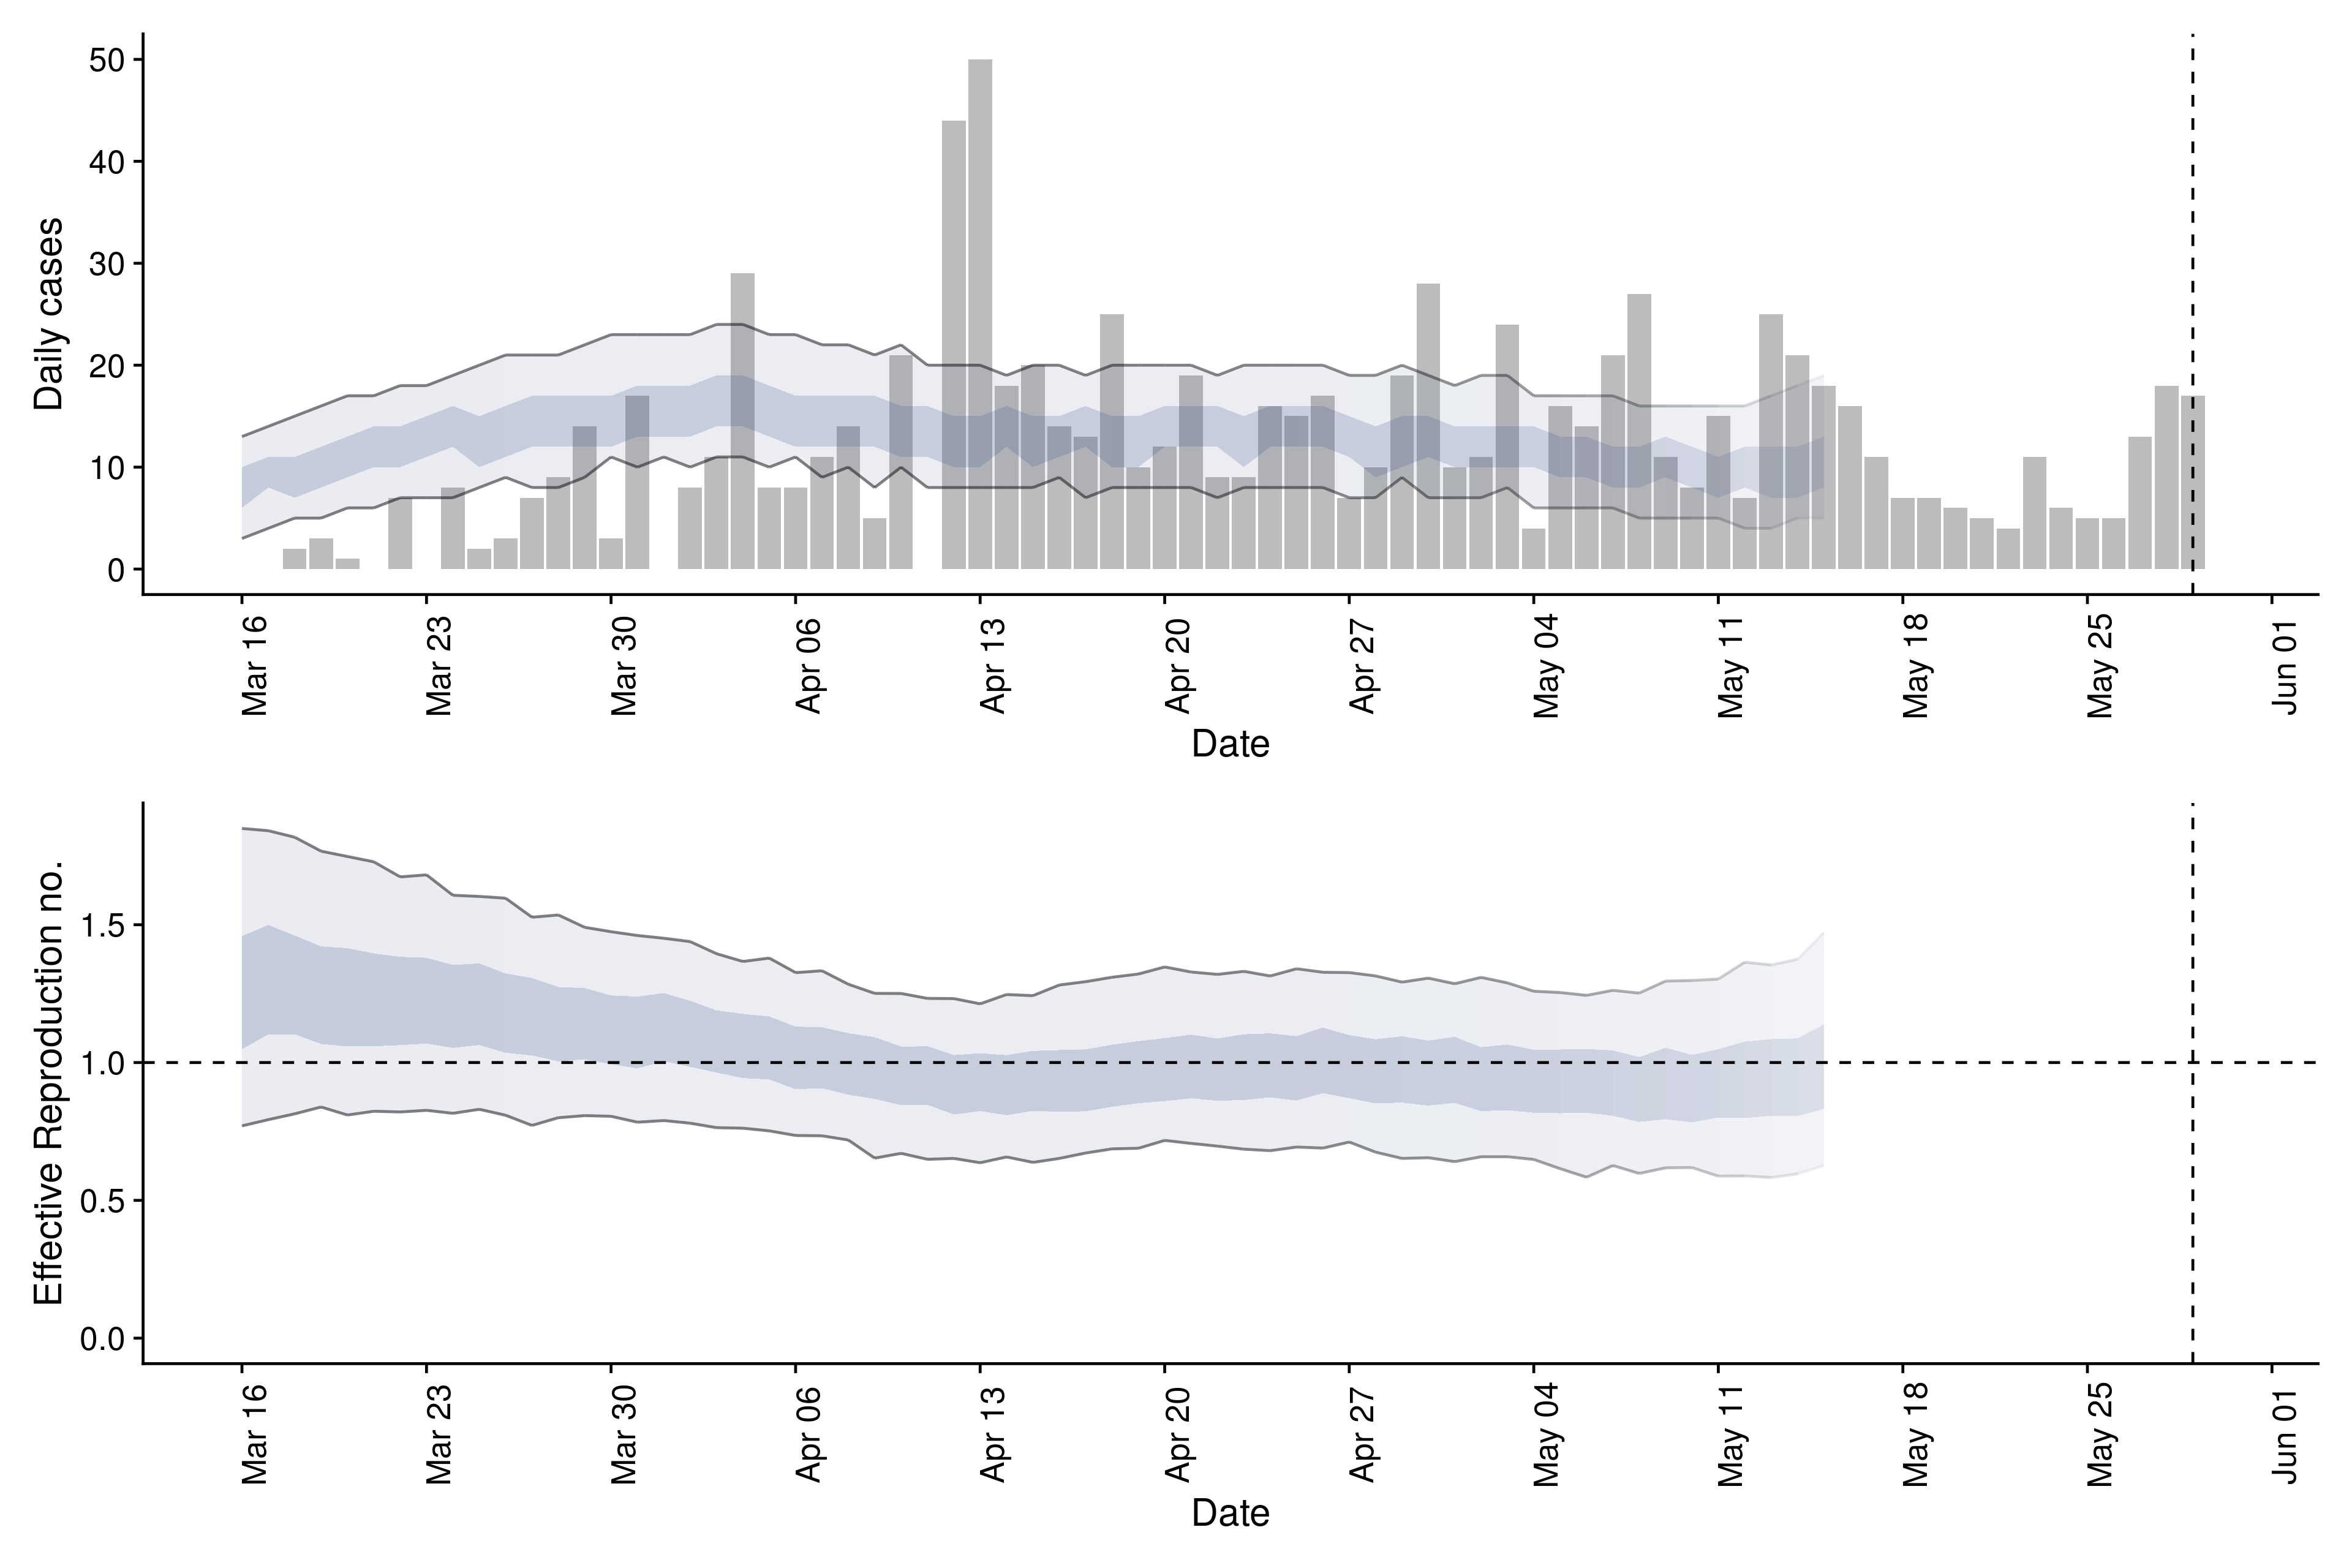 Daily cases
50
40
30
20
10
0
Mar 16
Mar 23
Mar 30
Apr 06
Apr 13
Apr 20
Apr 27
May 04
May 11
May 18
May 25
Jun 01
Date
Effective Reproduction no.
1.5
1.0
0.5
0.0
Mar 16
Mar 23
Mar 30
Apr 06
Apr 13
Apr 20
Apr 27
May 04
May 11
May 18
May 25
Jun 01
Date